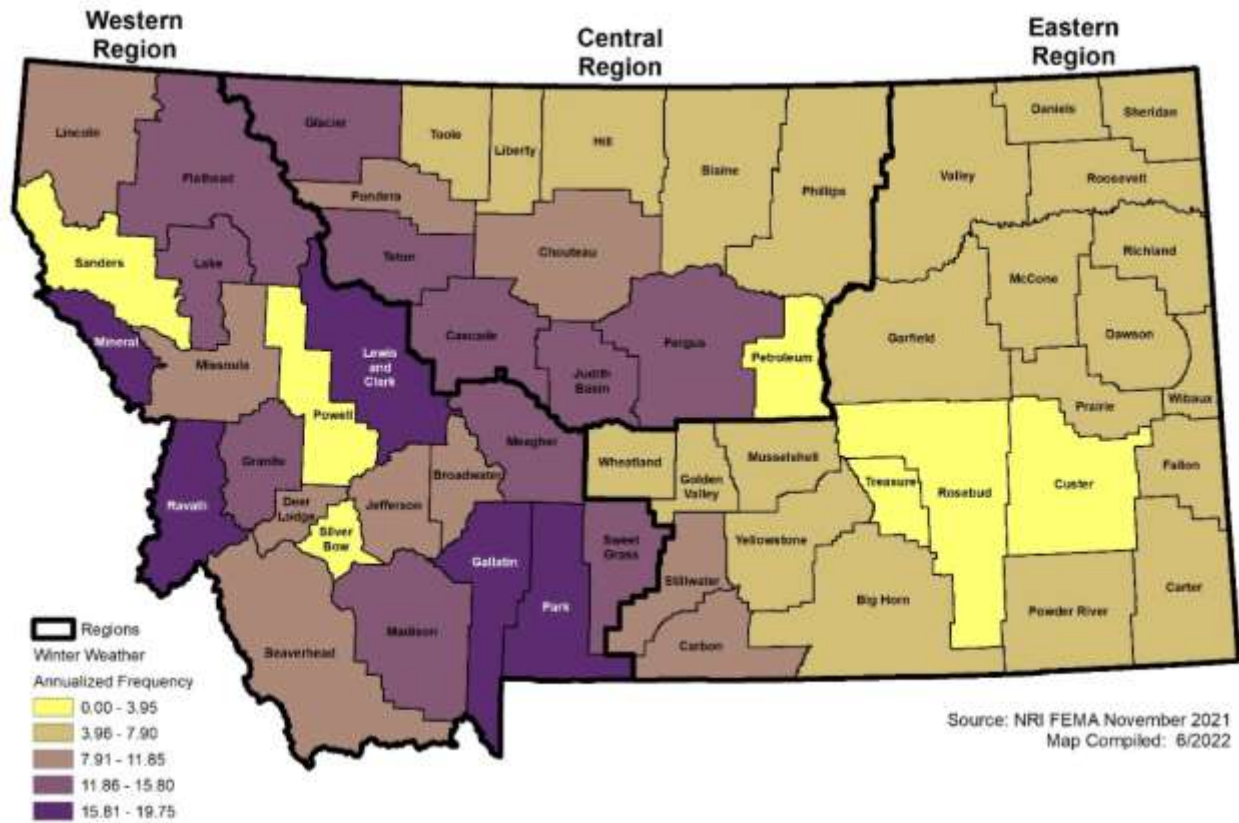 Western
Region
Central
Region
Eastern
Region
Lincoln
Flathead
Glacier
Toole
Liberty
Hill
Blaine
Phillips
Valley
Daniels
Sheridan
Roosevelt
Pondera
Teton
Chouteau
Richland
McCone
Sanders
Lake
Mineral
Missoula
Powell
Lewis
and
Clark
Cascade
Judith
Basin
Fergus
Petroleum
Garfield
Dawson
Prairie
Wibaux
Ravalli
Granite
Deer
Lodge
Silver
Bow
Jefferson
Broadwater
Meagher
Wheatland
Golden
Valley
Musselshell
Treasure
Rosebud
Custer
Fallon
Gallatin
Park
Sweet
Grass
Stillwater
Yellowstone
Big Horn
Powder River
Carter
Beaverhead
Madison
Carbon
Regions
Winter Weather
Annualized Frequency
0.00 - 3.95
3.96 - 7.90
7.91 - 11.85
11.86 - 15.80
15.81 - 19.75
Source: NRI FEMA November 2021
Map Compiled: 6/2022